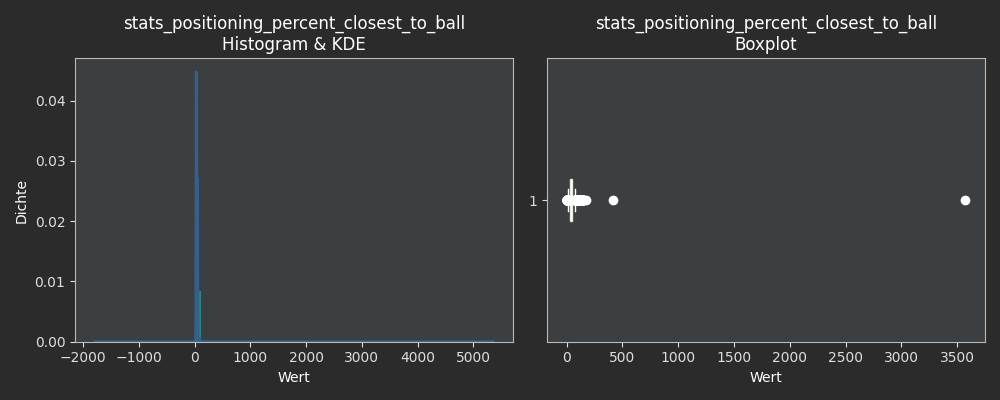 stats_positioning_percent_closest_to_ball
Histogram & KDE
Dichte
0.04
0.03
0.02
0.01
0.00
−2000 −1000 0 1000 2000 3000 4000 5000
Wert
stats_positioning_percent_closest_to_ball
Boxplot
1
0 500 1000 1500 2000 2500 3000 3500
Wert